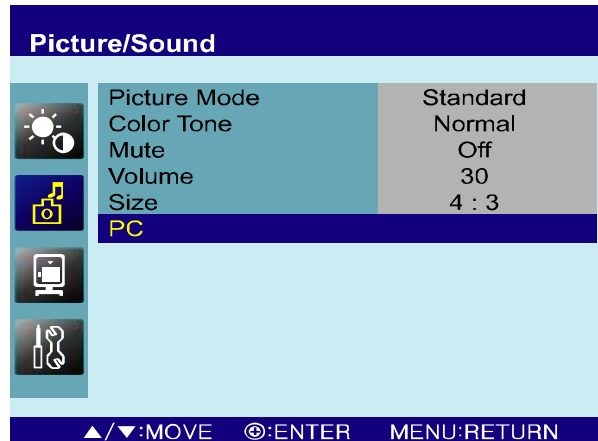 Picture/Sound
Picture Mode Standard
Color Tone Normal
Mute Off
Volume 30
Size 4 : 3
PC
▲/▼:MOVE ⊕:ENTER MENU:RETURN